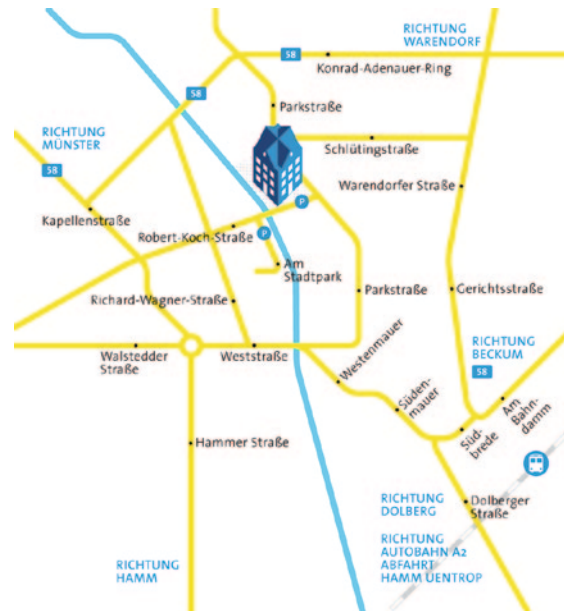 RICHTUNG
WARENDORF
58
Konrad-Adenauer-Ring
58
Parkstraße
RICHTUNG
MÜNSTER
58
Schlütingstraße
Warendorfer Straße
P
Kapellenstraße
Robert-Koch-Straße
P
Am
Stadtpark
Richard-Wagner-Straße
Parkstraße
Gerichtsstraße
RICHTUNG
BECKUM
58
Walstedder
Straße
Weststraße
Westenmauer
Süden-
mauer
Süd-
brede
Am
Bahn-
damm
Hammer Straße
RICHTUNG
DOLBERG
Dolberger
Straße
RICHTUNG
AUTOBAHN A2
ABFAHRT
HAMM UENTROP
RICHTUNG
HAMM